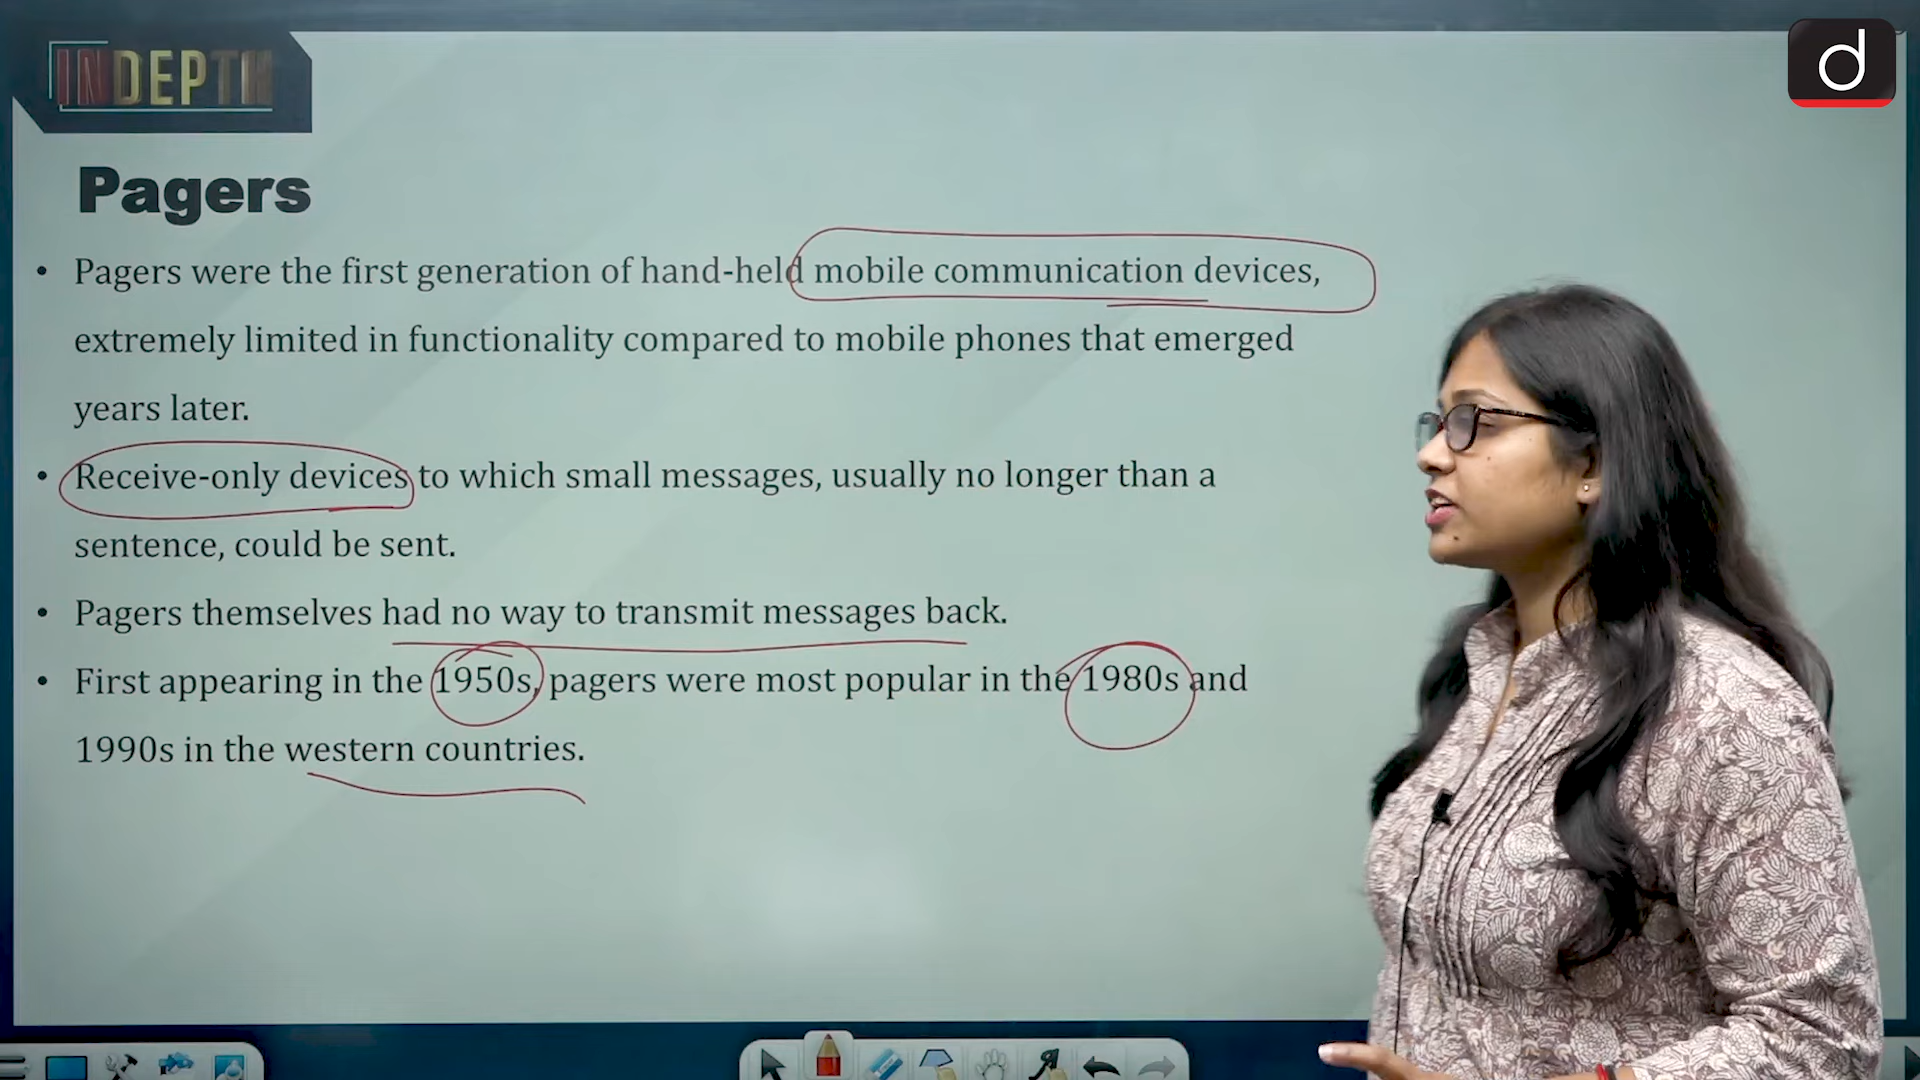 INDEPTH
d
Pagers
• Pagers were the first generation of hand-held mobile communication devices,
extremely limited in functionality compared to mobile phones that emerged
years later.
• Receive-only devices to which small messages, usually no longer than a
sentence, could be sent.
• Pagers themselves had no way to transmit messages back.
• First appearing in the 1950s, pagers were most popular in the 1980s and
1990s in the western countries.